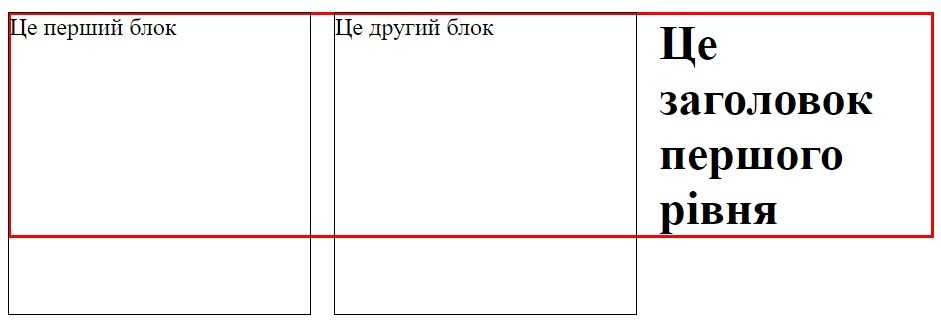 Це перший блок
Це другий блок
Це
заголовок
першого
рівня